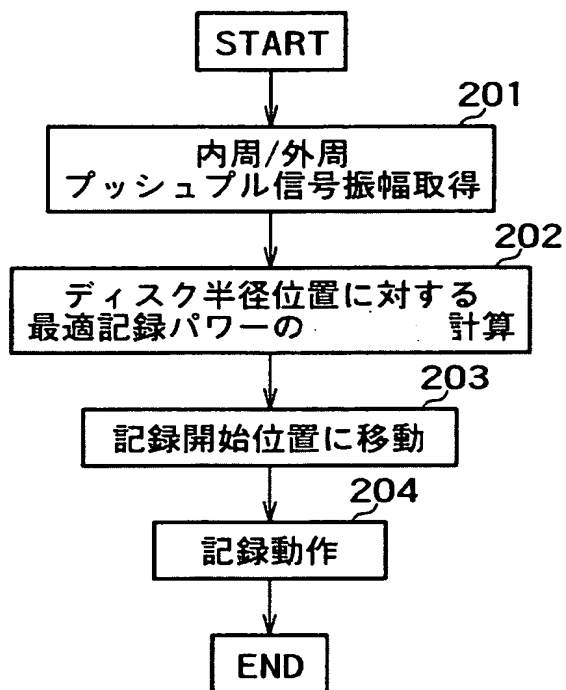 START
201
内周/外周
プッシュプル信号振幅取得
202
ディスク半径位置に対する
最適記録パワーの 計算
203
記録開始位置に移動
204
記録動作
END